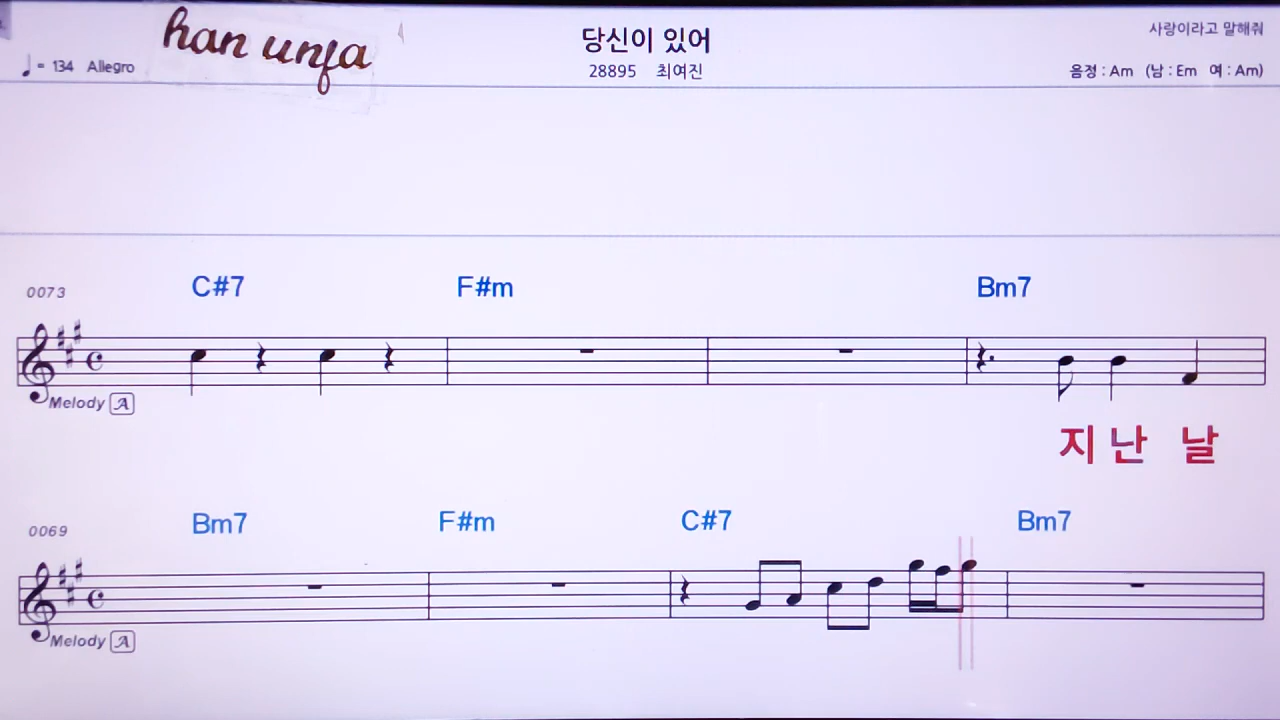 han unfa
♩ = 134 Allegro
당신이 있어
28895 최여진
사랑이라고 말해줘
음정 : Am (남 : Em 여 : Am)
0073 C#7 F#m Bm7
Melody A
지 난 날
0069 Bm7 F#m C#7 Bm7
Melody A